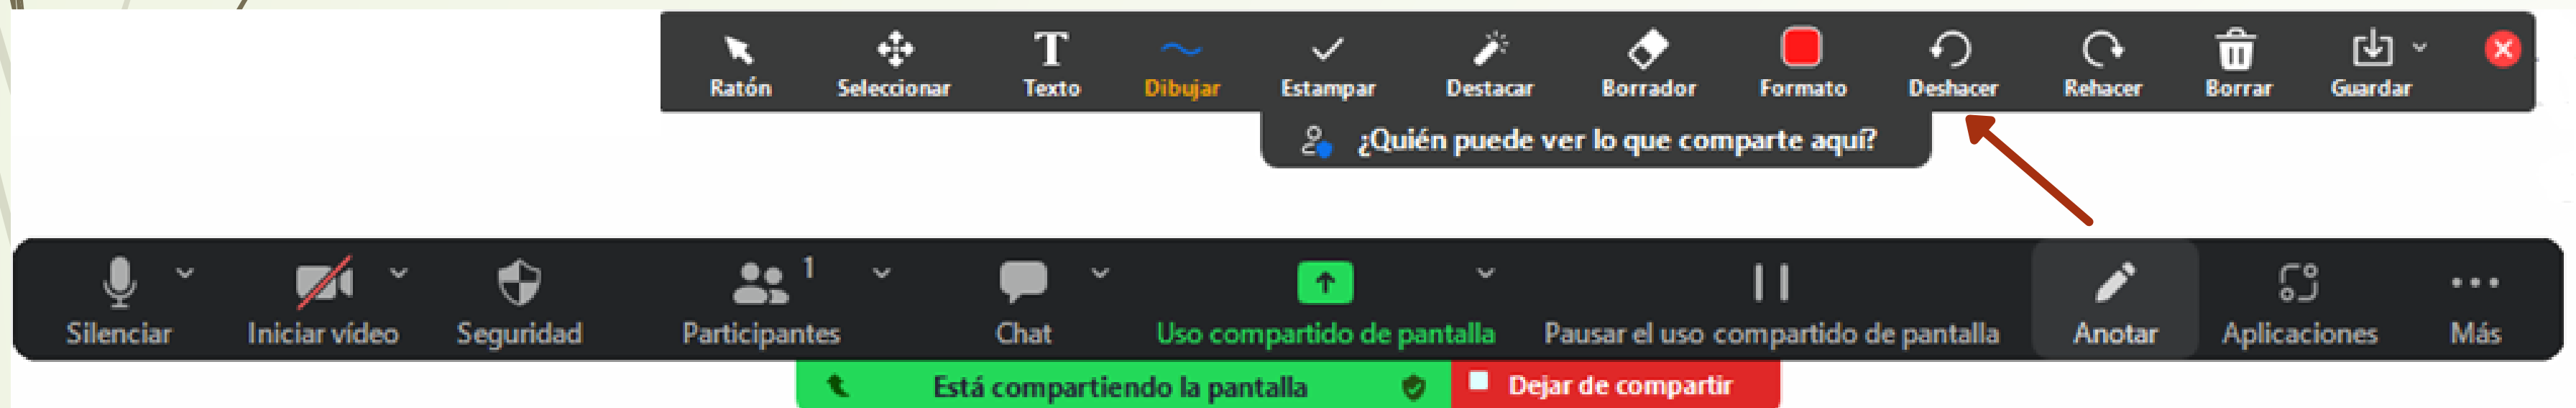 Ratón Seleccionar Texto Dibujar Estampar Destacar Borrador Formato Deshacer Rehacer Borrar Guardar
¿Quién puede ver lo que comparte aquí?
1
Silenciar Iniciar vídeo Seguridad Participantes Chat Uso compartido de pantalla Pausar el uso compartido de pantalla Anotar Aplicaciones Más
Está compartiendo la pantalla Dejar de compartir